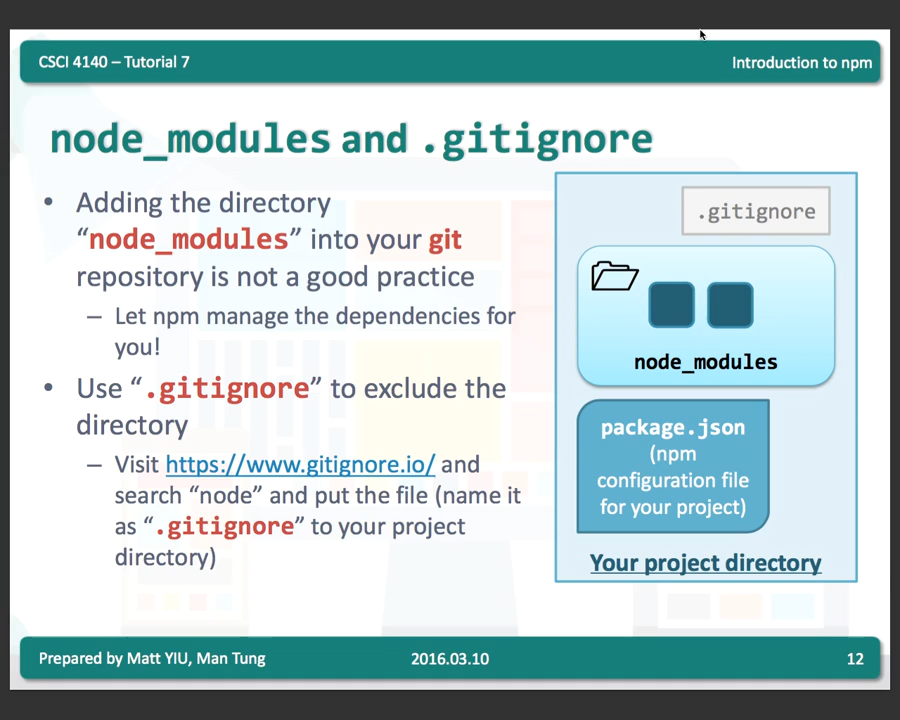 CSCI 4140 – Tutorial 7
Introduction to npm
node_modules and .gitignore
• Adding the directory
“node_modules” into your git
repository is not a good practice
– Let npm manage the dependencies for
you!
• Use “.gitignore” to exclude the
directory
– Visit https://www.gitignore.io/ and
search “node” and put the file (name it
as “.gitignore” to your project
directory)
.gitignore
node_modules
package.json
(npm
configuration file
for your project)
Your project directory
Prepared by Matt YIU, Man Tung
2016.03.10
12